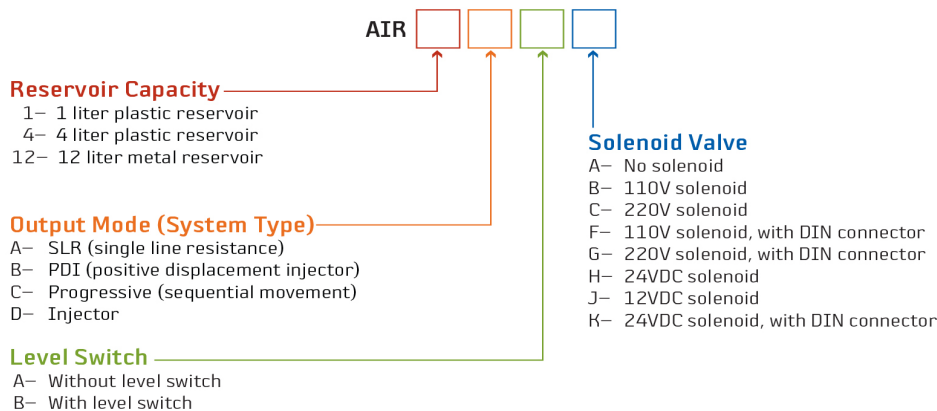 AIR
Reservoir Capacity
1– 1 liter plastic reservoir
4– 4 liter plastic reservoir
12– 12 liter metal reservoir
Output Mode (System Type)
A– SLR (single line resistance)
B– PDI (positive displacement injector)
C– Progressive (sequential movement)
D– Injector
Level Switch
A– Without level switch
B– With level switch
Solenoid Valve
A– No solenoid
B– 110V solenoid
C– 220V solenoid
F– 110V solenoid, with DIN connector
G– 220V solenoid, with DIN connector
H– 24VDC solenoid
J– 12VDC solenoid
K– 24VDC solenoid, with DIN connector